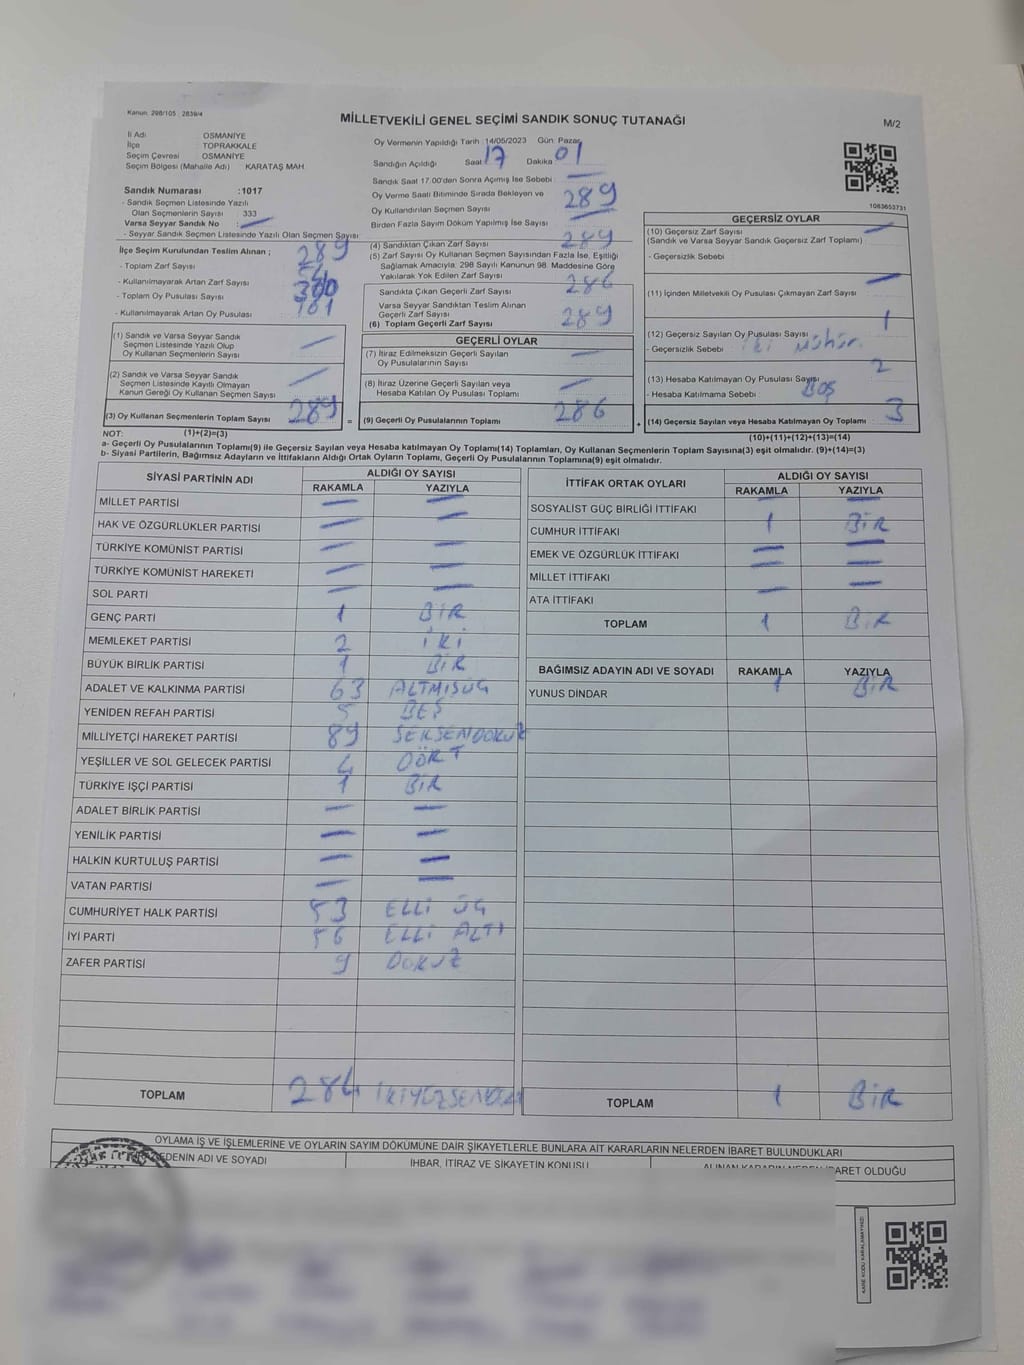 Kanun: 298/105 : 2839/4
MİLLETVEKİLİ GENEL SEÇİMİ SANDIK SONUÇ TUTANAĞI
M/2
İl Adı OSMANİYE
İlçe TOPRAKKALE
Seçim Çevresi OSMANİYE
Seçim Bölgesi (Mahalle Adı) KARATAŞ MAH
Sandık Numarası :1017
- Sandık Seçmen Listesinde Yazılı
Olan Seçmenlerin Sayısı : 333
Varsa Seyyar Sandık No
- Seyyar Sandık Seçmen Listesinde Yazılı Olan Seçmen Sayısı:
İlçe Seçim Kurulundan Teslim Alınan ;
- Toplam Zarf Sayısı
- Kullanılmayarak Artan Zarf Sayısı
- Toplam Oy Pusulası Sayısı
- Kullanılmayarak Artan Oy Pusulası
289
Oy Vermenin Yapıldığı Tarih :14/05/2023 Gün: Pazar
Sandığın Açıldığı Saat 17 Dakika 01
Sandık Saat 17.00'den Sonra Açılmış İse Sebebi :
Oy Verme Saati Bitiminde Sırada Bekleyen ve
Oy Kullandırılan Seçmen Sayısı 289
Birden Fazla Sayım Döküm Yapılmış İse Sayısı
(4) Sandıktan Çıkan Zarf Sayısı 289
(5) Zarf Sayısı Oy Kullanan Seçmen Sayısından Fazla İse, Eşitliği
Sağlamak Amacıyla, 298 Sayılı Kanunun 98. Maddesine Göre
Yakılarak Yok Edilen Zarf Sayısı
Sandıkta Çıkan Geçerli Zarf Sayısı 286
Varsa Seyyar Sandıktan Teslim Alınan
Geçerli Zarf Sayısı
(6) Toplam Geçerli Zarf Sayısı 289
1063653731
GEÇERSİZ OYLAR
(10) Geçersiz Zarf Sayısı
(Sandık ve Varsa Seyyar Sandık Geçersiz Zarf Toplamı)
- Geçersizlik Sebebi
(11) İçinden Milletvekili Oy Pusulası Çıkmayan Zarf Sayısı
(12) Geçersiz Sayılan Oy Pusulası Sayısı 1
- Geçersizlik Sebebi : iki Mühür.
(13) Hesaba Katılmayan Oy Pusulası Sayısı 2
- Hesaba Katılmama Sebebi BOŞ
(14) Geçersiz Sayılan veya Hesaba Katılmayan Oy Toplamı 3
(1) Sandık ve Varsa Seyyar Sandık
Seçmen Listesinde Yazılı Olup
Oy Kullanan Seçmenlerin Sayısı
(2) Sandık ve Varsa Seyyar Sandık
Seçmen Listesinde Kayıtlı Olmayan
Kanun Gereği Oy Kullanan Seçmen Sayısı
(3) Oy Kullanan Seçmenlerin Toplam Sayısı 289 =
GEÇERLİ OYLAR
(7) İtiraz Edilmeksizin Geçerli Sayılan
Oy Pusulalarının Sayısı
(8) İtiraz Üzerine Geçerli Sayılan veya
Hesaba Katılan Oy Pusulası Toplamı
(9) Geçerli Oy Pusulalarının Toplamı 286 +
NOT: (1)+(2)=(3) (10)+(11)+(12)+(13)=(14)
a- Geçerli Oy Pusulalarının Toplamı(9) ile Geçersiz Sayılan veya Hesaba katılmayan Oy Toplamı(14) Toplamları, Oy Kullanan Seçmenlerin Toplam Sayısına(3) eşit olmalıdır. (9)+(14)=(3)
b- Siyasi Partilerin, Bağımsız Adayların ve İttifakların Aldığı Ortak Oyların Toplamı, Geçerli Oy Pusulalarının Toplamına(9) eşit olmalıdır.
SİYASİ PARTİNİN ADI ALDIĞI OY SAYISI
RAKAMLA YAZIYLA
MİLLET PARTİSİ
HAK VE ÖZGÜRLÜKLER PARTİSİ
TÜRKİYE KOMÜNİST PARTİSİ
TÜRKİYE KOMÜNİST HAREKETİ
SOL PARTİ
GENÇ PARTİ 1 BİR
MEMLEKET PARTİSİ 2 İKİ
BÜYÜK BİRLİK PARTİSİ 1 BİR
ADALET VE KALKINMA PARTİSİ 63 ALTMIŞÜÇ
YENİDEN REFAH PARTİSİ 5 BEŞ
MİLLİYETÇİ HAREKET PARTİSİ 89 SEKSENDOKUZ
YEŞİLLER VE SOL GELECEK PARTİSİ 4 DÖRT
TÜRKİYE İŞÇİ PARTİSİ 1 BİR
ADALET BİRLİK PARTİSİ
YENİLİK PARTİSİ
HALKIN KURTULUŞ PARTİSİ
VATAN PARTİSİ
CUMHURİYET HALK PARTİSİ 53 ELLİ ÜÇ
İYİ PARTİ 56 ELLİ ALTI
ZAFER PARTİSİ 9 DOKUZ
TOPLAM 284
İTTİFAK ORTAK OYLARI ALDIĞI OY SAYISI
RAKAMLA YAZIYLA
SOSYALİST GÜÇ BİRLİĞİ İTTİFAKI
CUMHUR İTTİFAKI 1 BİR
EMEK VE ÖZGÜRLÜK İTTİFAKI
MİLLET İTTİFAKI
ATA İTTİFAKI
TOPLAM 1 BİR
BAĞIMSIZ ADAYIN ADI VE SOYADI RAKAMLA YAZIYLA
YUNUS DİNDAR 1 BİR
TOPLAM 1 BİR
OYLAMA İŞ VE İŞLEMLERİNE VE OYLARIN SAYIM DÖKÜMÜNE DAİR ŞİKAYETLERLE BUNLARA AİT KARARLARIN NELERDEN İBARET BULUNDUKLARI
EDENİN ADI VE SOYADI İHBAR, İTİRAZ VE ŞİKAYETİN KONUSU ALINAN KARARIN NEDEN İBARET OLDUĞU
KARE KODU KARALAMAYINIZ!